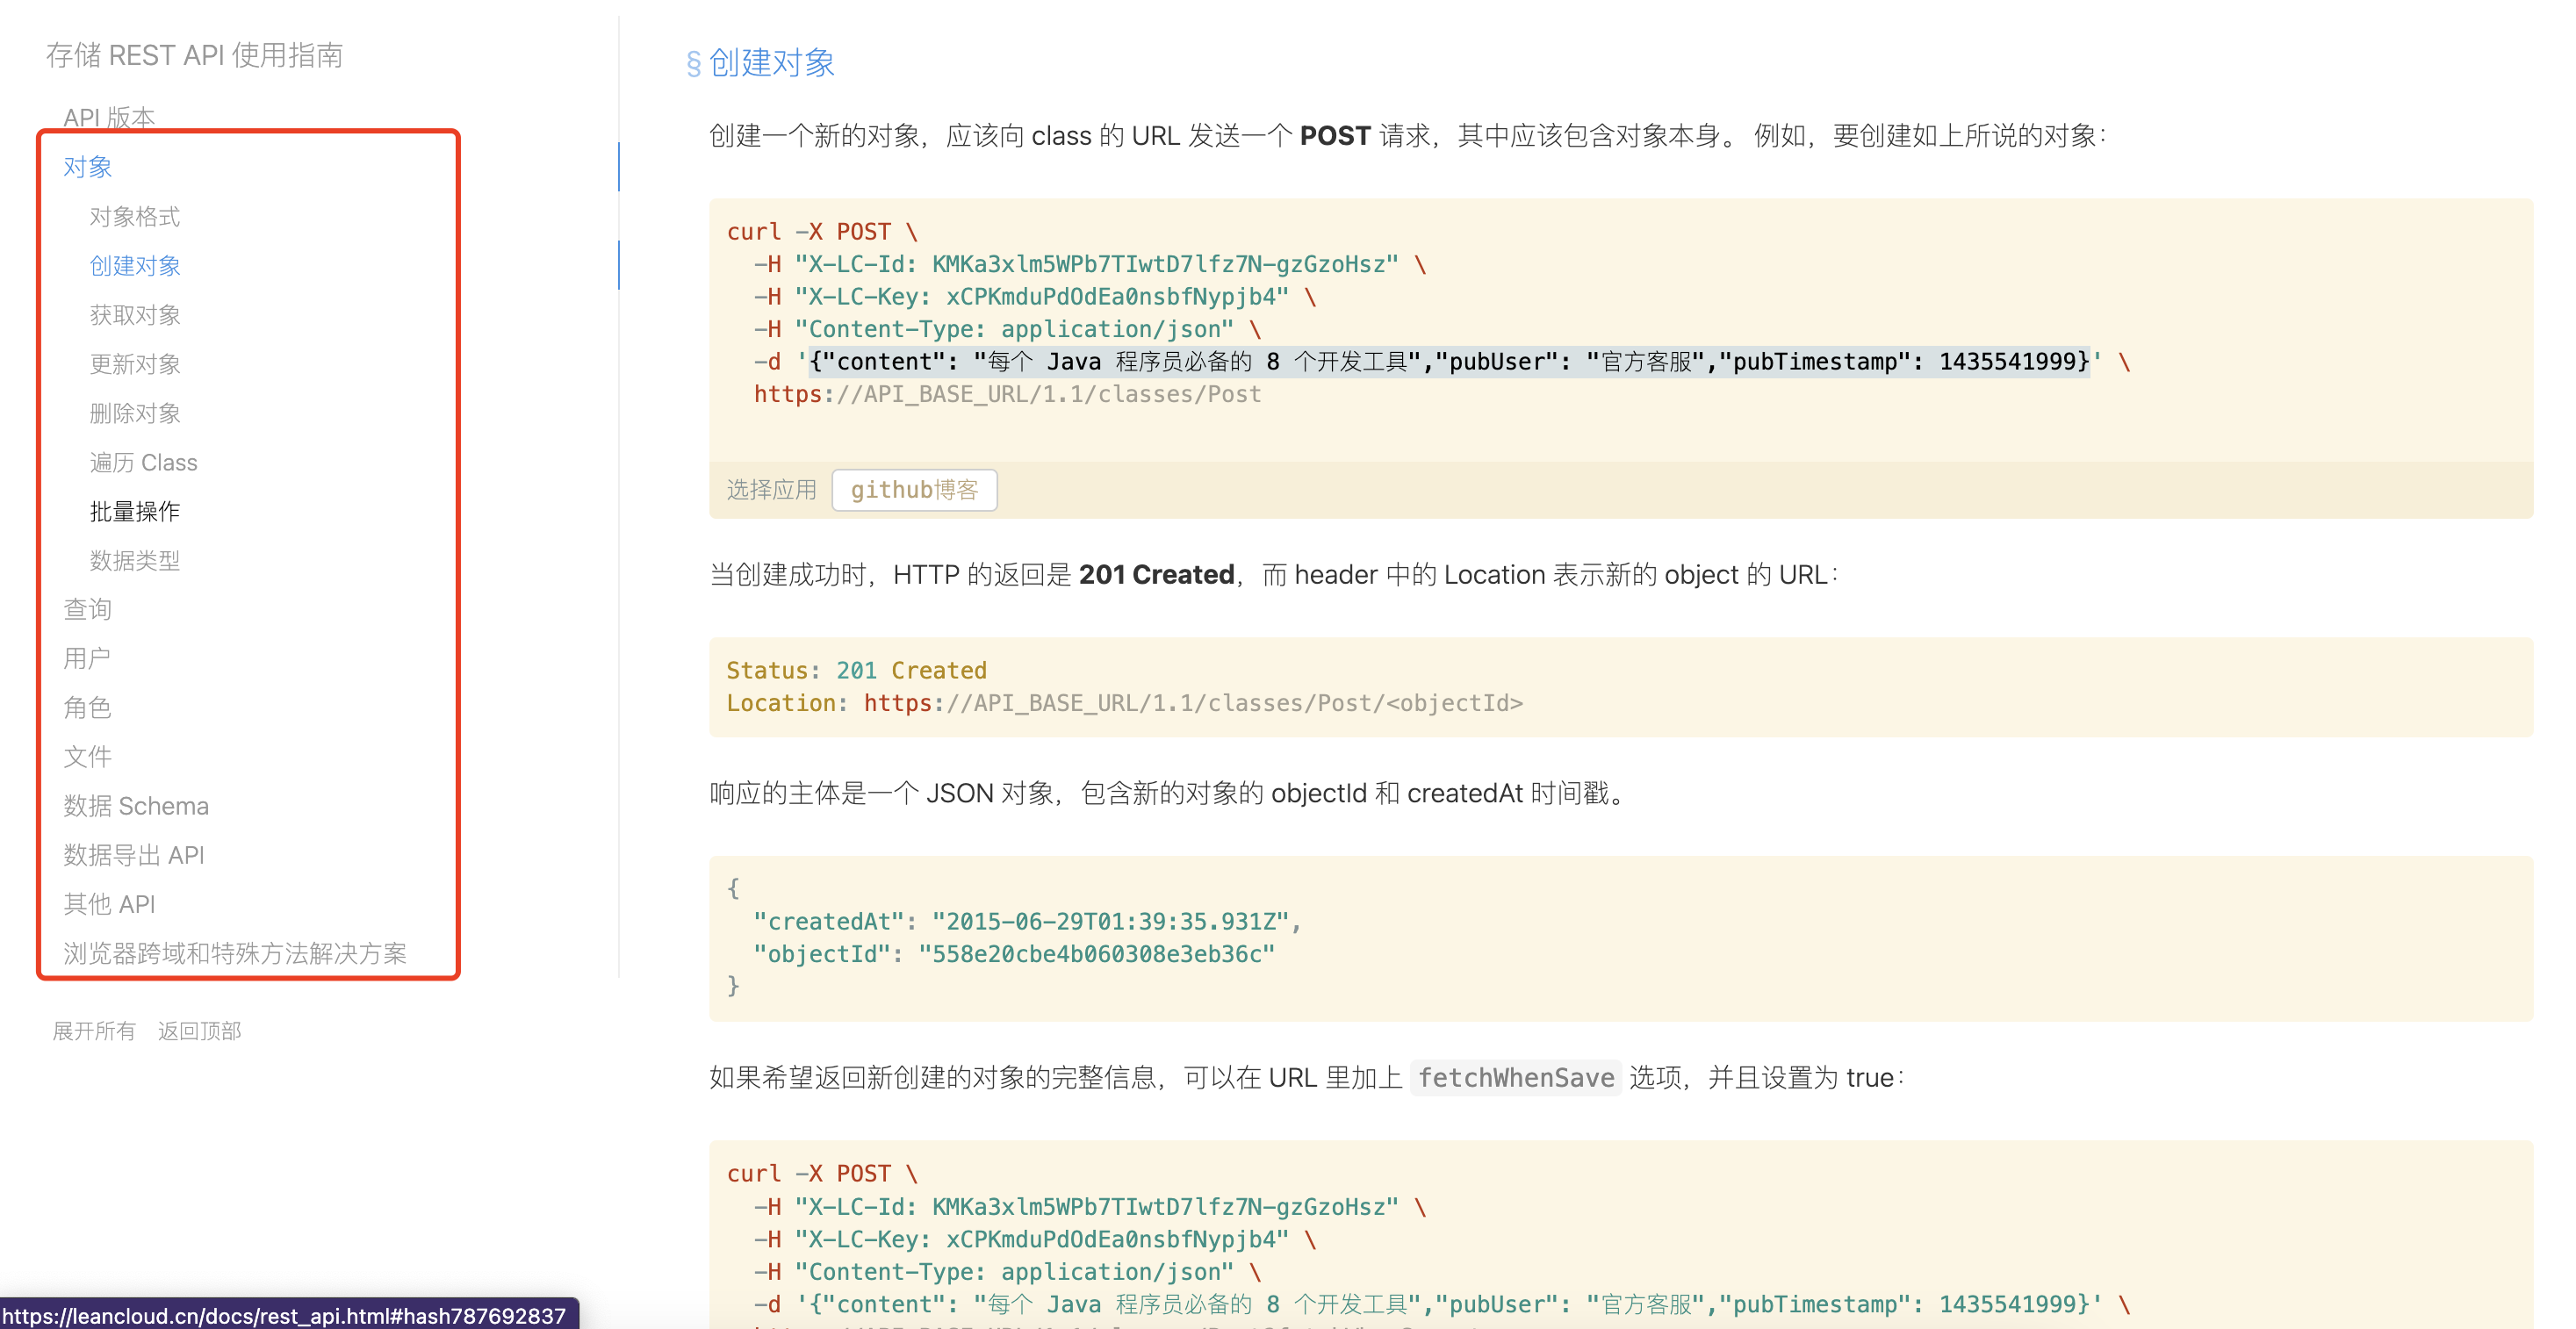 存储 REST API 使用指南
API 版本
对象
对象格式
创建对象
获取对象
更新对象
删除对象
遍历 Class
批量操作
数据类型
查询
用户
角色
文件
数据 Schema
数据导出 API
其他 API
浏览器跨域和特殊方法解决方案
展开所有 返回顶部
§ 创建对象
创建一个新的对象，应该向 class 的 URL 发送一个 POST 请求，其中应该包含对象本身。 例如，要创建如上所说的对象：
curl -X POST \
-H "X-LC-Id: KMKa3xlm5WPb7TIwtD7lfz7N-gzGzoHsz" \
-H "X-LC-Key: xCPKmduPdOdEa0nsbfNypjb4" \
-H "Content-Type: application/json" \
-d '{"content": "每个 Java 程序员必备的 8 个开发工具","pubUser": "官方客服","pubTimestamp": 1435541999}' \
https://API_BASE_URL/1.1/classes/Post
选择应用 github博客
当创建成功时，HTTP 的返回是 201 Created，而 header 中的 Location 表示新的 object 的 URL：
Status: 201 Created
Location: https://API_BASE_URL/1.1/classes/Post/<objectId>
响应的主体是一个 JSON 对象，包含新的对象的 objectId 和 createdAt 时间戳。
{
"createdAt": "2015-06-29T01:39:35.931Z",
"objectId": "558e20cbe4b060308e3eb36c"
}
如果希望返回新创建的对象的完整信息，可以在 URL 里加上 fetchWhenSave 选项，并且设置为 true：
curl -X POST \
-H "X-LC-Id: KMKa3xlm5WPb7TIwtD7lfz7N-gzGzoHsz" \
-H "X-LC-Key: xCPKmduPdOdEa0nsbfNypjb4" \
-H "Content-Type: application/json" \
-d '{"content": "每个 Java 程序员必备的 8 个开发工具","pubUser": "官方客服","pubTimestamp": 1435541999}' \
https://leancloud.cn/docs/rest_api.html#hash787692837